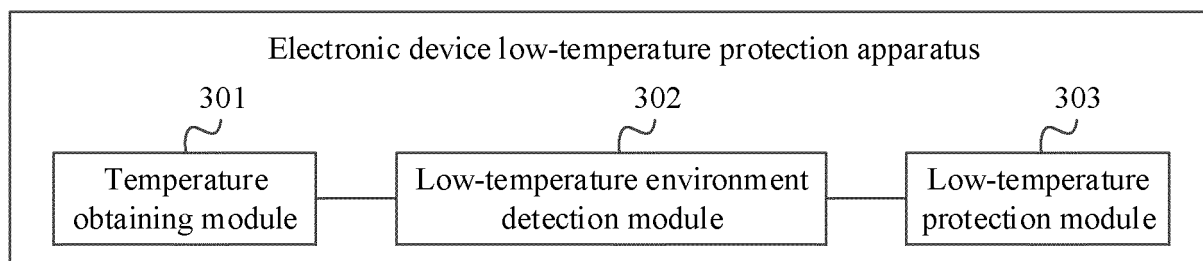 Electronic device low-temperature protection apparatus
301
302
303
Temperature
obtaining module
Low-temperature environment
detection module
Low-temperature
protection module